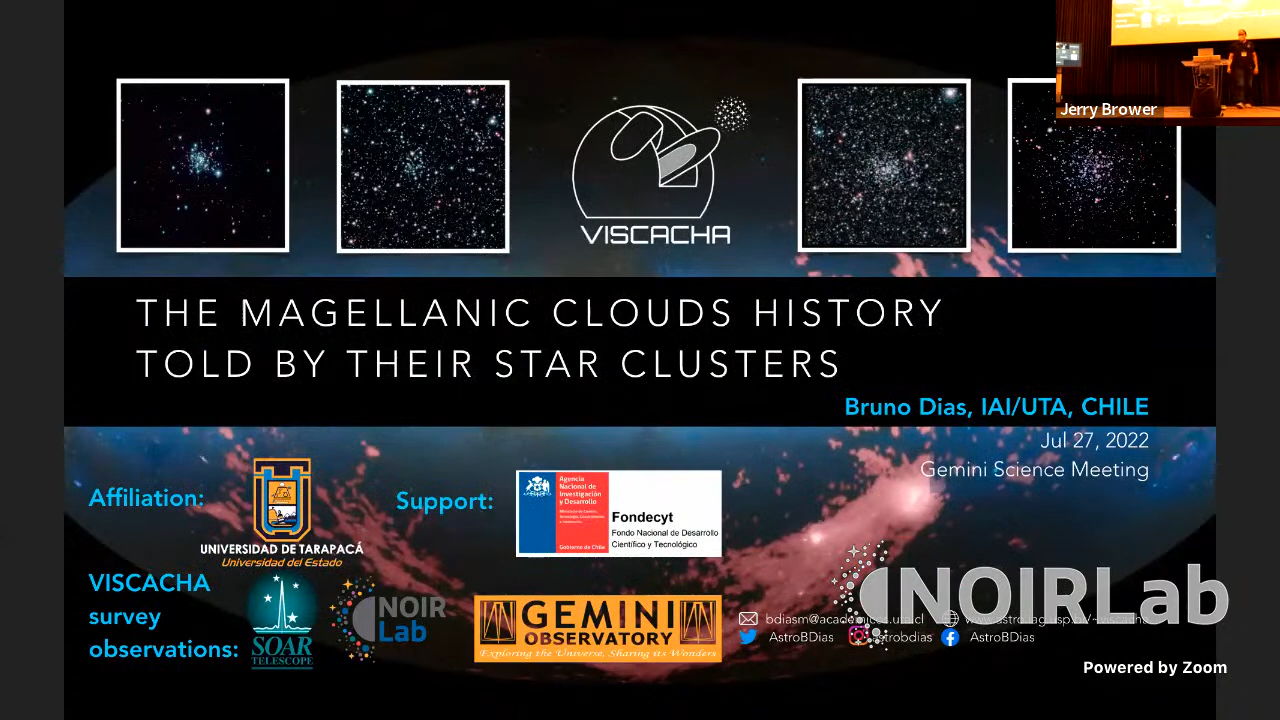 Jerry Brower
VISCACHA
THE MAGELLANIC CLOUDS HISTORY
TOLD BY THEIR STAR CLUSTERS
Bruno Dias, IAI/UTA, CHILE
Jul 27, 2022
Gemini Science Meeting
Affiliation:
UNIVERSIDAD DE TARAPACÁ
Universidad del Estado
Support:
Agencia
Nacional de
Investigación
y Desarrollo
Gobierno de Chile
Fondecyt
Fondo Nacional de Desarrollo
Científico y Tecnológico
VISCACHA
survey
observations:
SOAR
TELESCOPE
NOIR
Lab
GEMINI
OBSERVATORY
Exploring the Universe, Sharing its Wonders
AstroBDias
AstroBDias
NOIRLab
Powered by Zoom